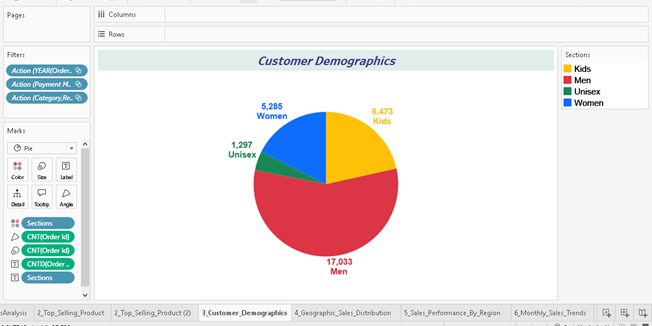 Pages
Columns
Rows
Filters
Action (YEAR(Order..
Action (Payment M..
Action (Category,Re..
Marks
Pie
Color
Size
Label
Detail
Tooltip
Angle
Sections
CNT(Order Id)
CNT(Order Id)
CNTD(Order ..
Sections
Customer Demographics
5,285
Women
6,473
Kids
1,297
Unisex
17,033
Men
Sections
Kids
Men
Unisex
Women
sAnalysis
2_Top_Selling_Product
2_Top_Selling_Product (2)
3_Customer_Demographics
4_Geographic_Sales_Distribution
5_Sales_Performance_By_Region
6_Monthly_Sales_Trends